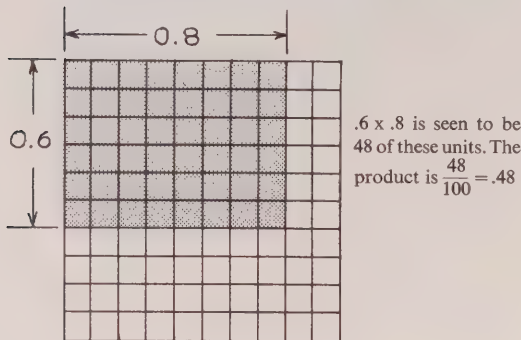 0.8
0.6
.6 x .8 is seen to be
48 of these units. The
product is 48/100 = .48